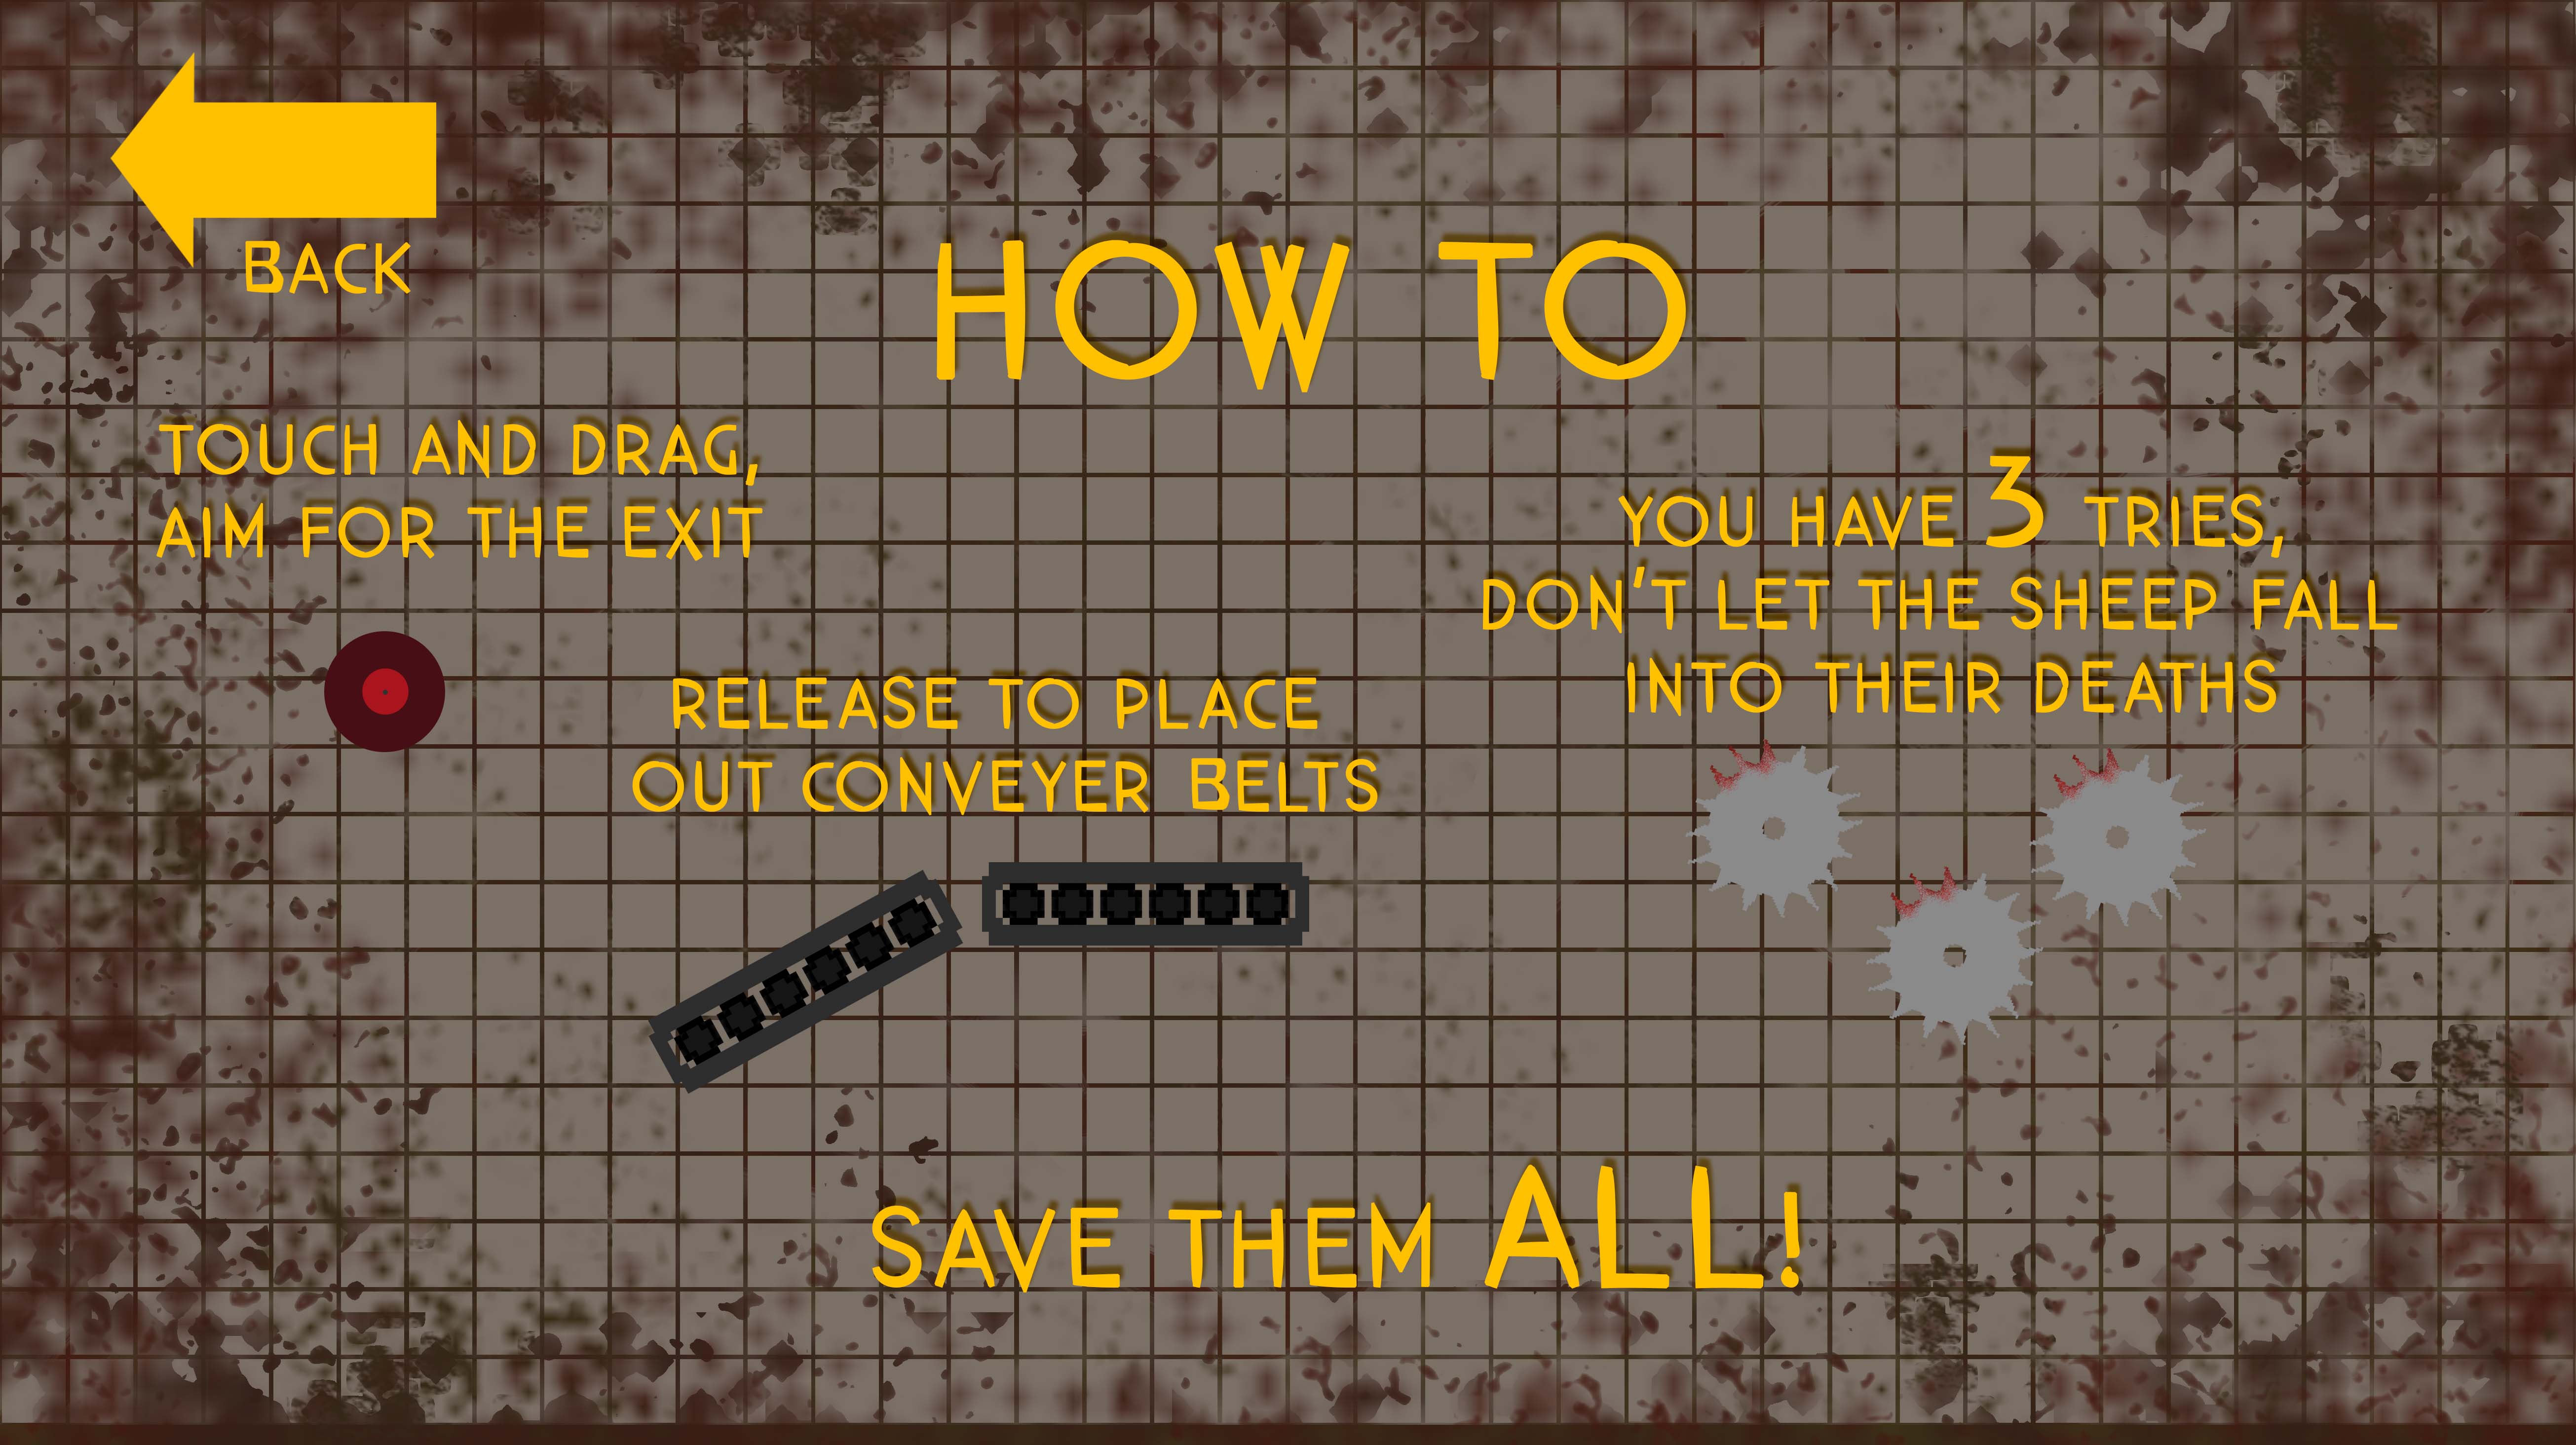 BACK
HOW TO
TOUCH AND DRAG,
AIM FOR THE EXIT
RELEASE TO PLACE
OUT CONVEYER BELTS
YOU HAVE 3 TRIES,
DON'T LET THE SHEEP FALL
INTO THEIR DEATHS
SAVE THEM ALL!